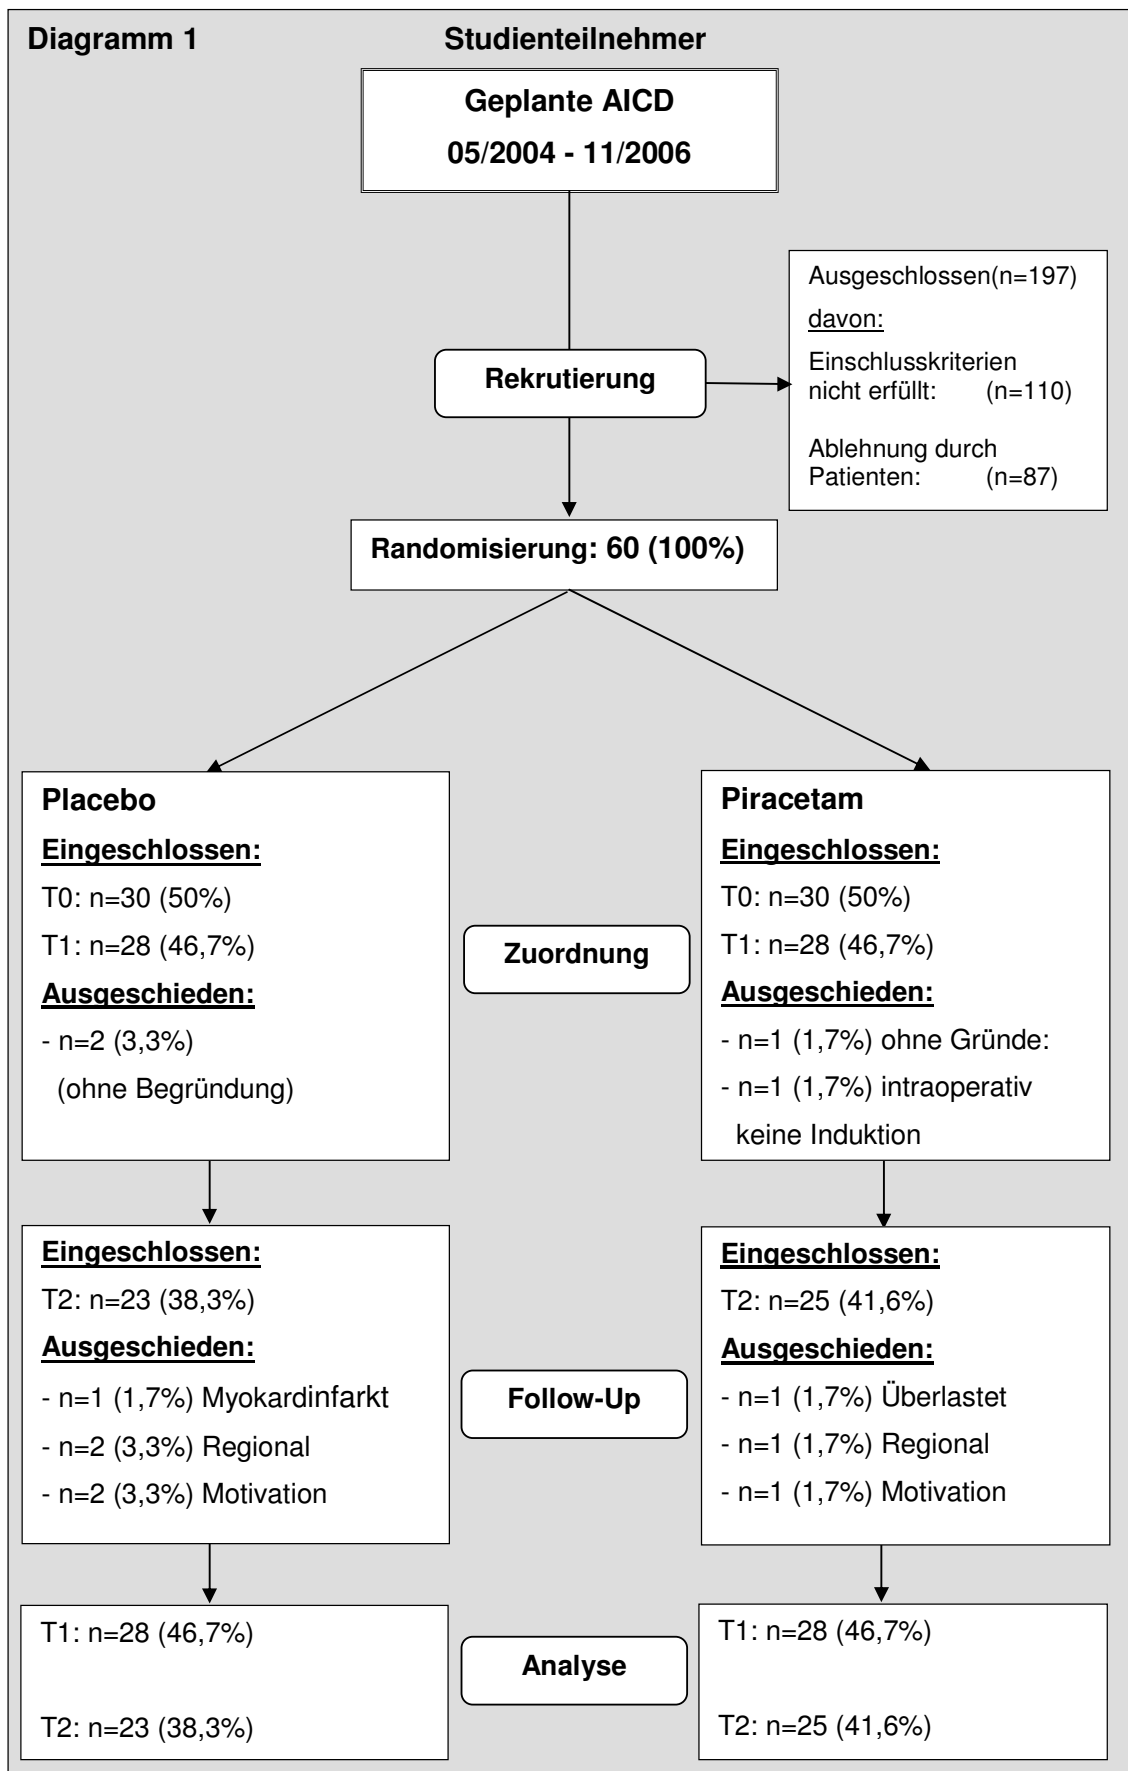 Diagramm 1
Studienteilnehmer
Geplante AICD
05/2004 - 11/2006
Ausgeschlossen(n=197)
davon:
Einschlusskriterien
nicht erfüllt: (n=110)
Ablehnung durch
Patienten: (n=87)
Rekrutierung
Randomisierung: 60 (100%)
Placebo
Eingeschlossen:
T0: n=30 (50%)
T1: n=28 (46,7%)
Ausgeschieden:
- n=2 (3,3%)
(ohne Begründung)
Zuordnung
Piracetam
Eingeschlossen:
T0: n=30 (50%)
T1: n=28 (46,7%)
Ausgeschieden:
- n=1 (1,7%) ohne Gründe:
- n=1 (1,7%) intraoperativ
keine Induktion
Eingeschlossen:
T2: n=23 (38,3%)
Ausgeschieden:
- n=1 (1,7%) Myokardinfarkt
- n=2 (3,3%) Regional
- n=2 (3,3%) Motivation
Follow-Up
Eingeschlossen:
T2: n=25 (41,6%)
Ausgeschieden:
- n=1 (1,7%) Überlastet
- n=1 (1,7%) Regional
- n=1 (1,7%) Motivation
T1: n=28 (46,7%)
T2: n=23 (38,3%)
Analyse
T1: n=28 (46,7%)
T2: n=25 (41,6%)